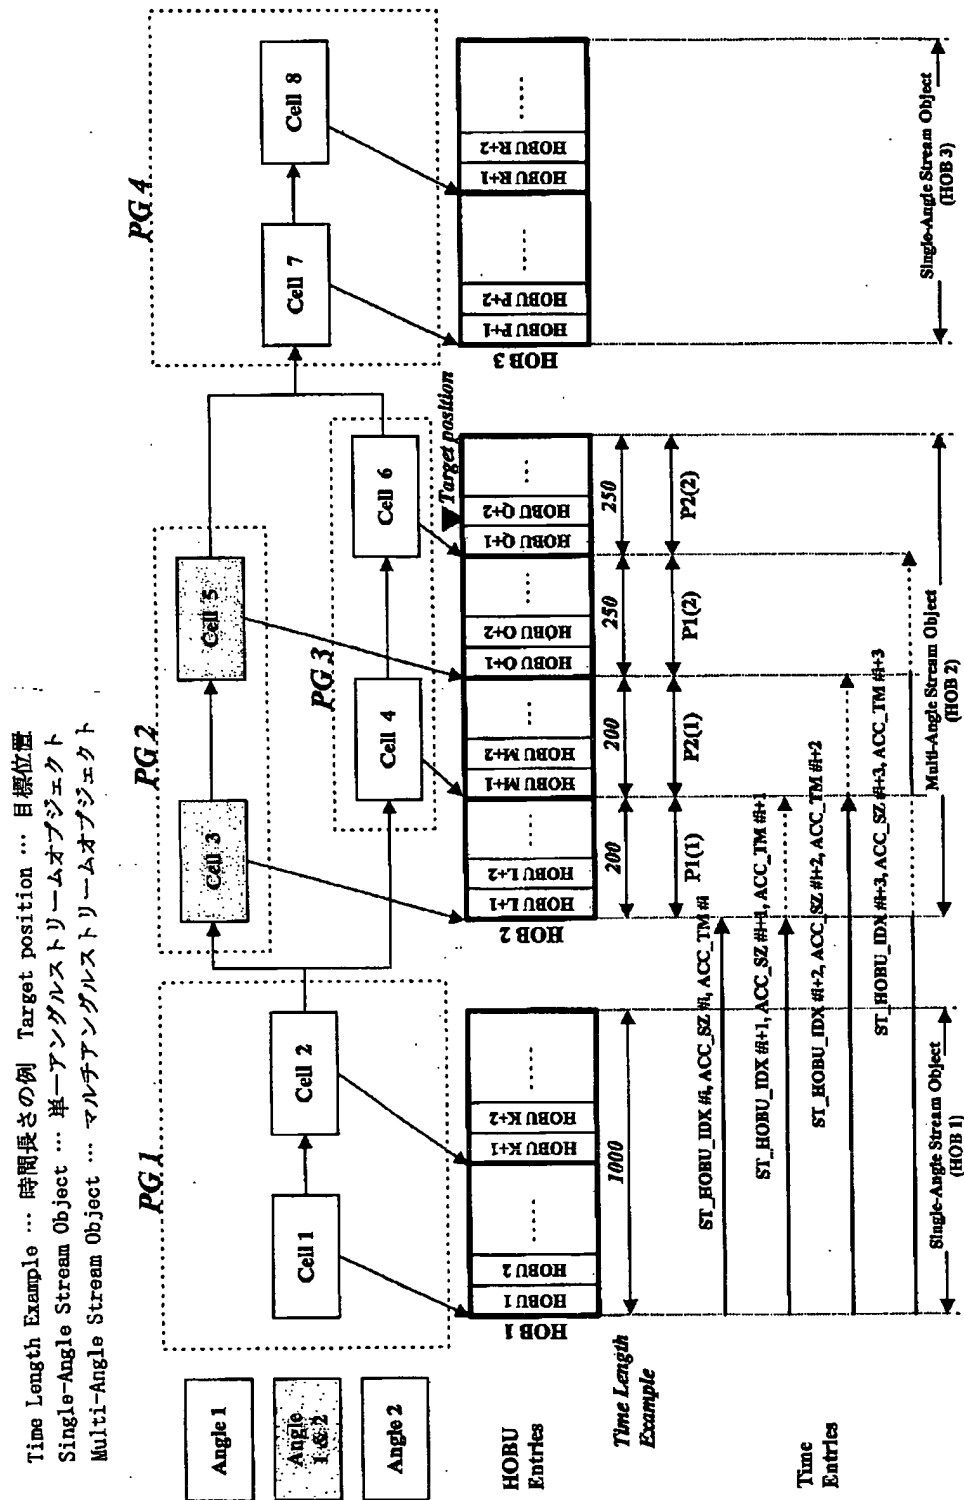 Time Length Example … 時間長さの例 Target position … 目標位置
Single-Angle Stream Object … 単一アングルストリームオブジェクト
Multi-Angle Stream Object … マルチアングルストリームオブジェクト
PG 1
PG 2
PG 3
PG 4
Angle 1
Angle
1 & 2
Angle 2
Cell 1
Cell 2
Cell 3
Cell 5
Cell 4
Cell 6
Cell 7
Cell 8
Target position
HOBU
Entries
HOB 1
HOBU 1
HOBU 2
HOBU K+1
HOBU K+2
HOB 2
HOBU L+1
HOBU L+2
HOBU M+1
HOBU M+2
HOBU O+1
HOBU O+2
HOBU Q+1
HOBU Q+2
HOB 3
HOBU P+1
HOBU P+2
HOBU R+1
HOBU R+2
Time Length
Example
1000
200
200
250
250
P1(1)
P2(1)
P1(2)
P2(2)
Time
Entries
ST_HOBU_IDX #i, ACC_SZ #i, ACC_TM #i
ST_HOBU_IDX #i+1, ACC_SZ #i+1, ACC_TM #i+1
ST_HOBU_IDX #i+2, ACC_SZ #i+2, ACC_TM #i+2
ST_HOBU_IDX #i+3, ACC_SZ #i+3, ACC_TM #i+3
Single-Angle Stream Object
(HOB 1)
Multi-Angle Stream Object
(HOB 2)
Single-Angle Stream Object
(HOB 3)